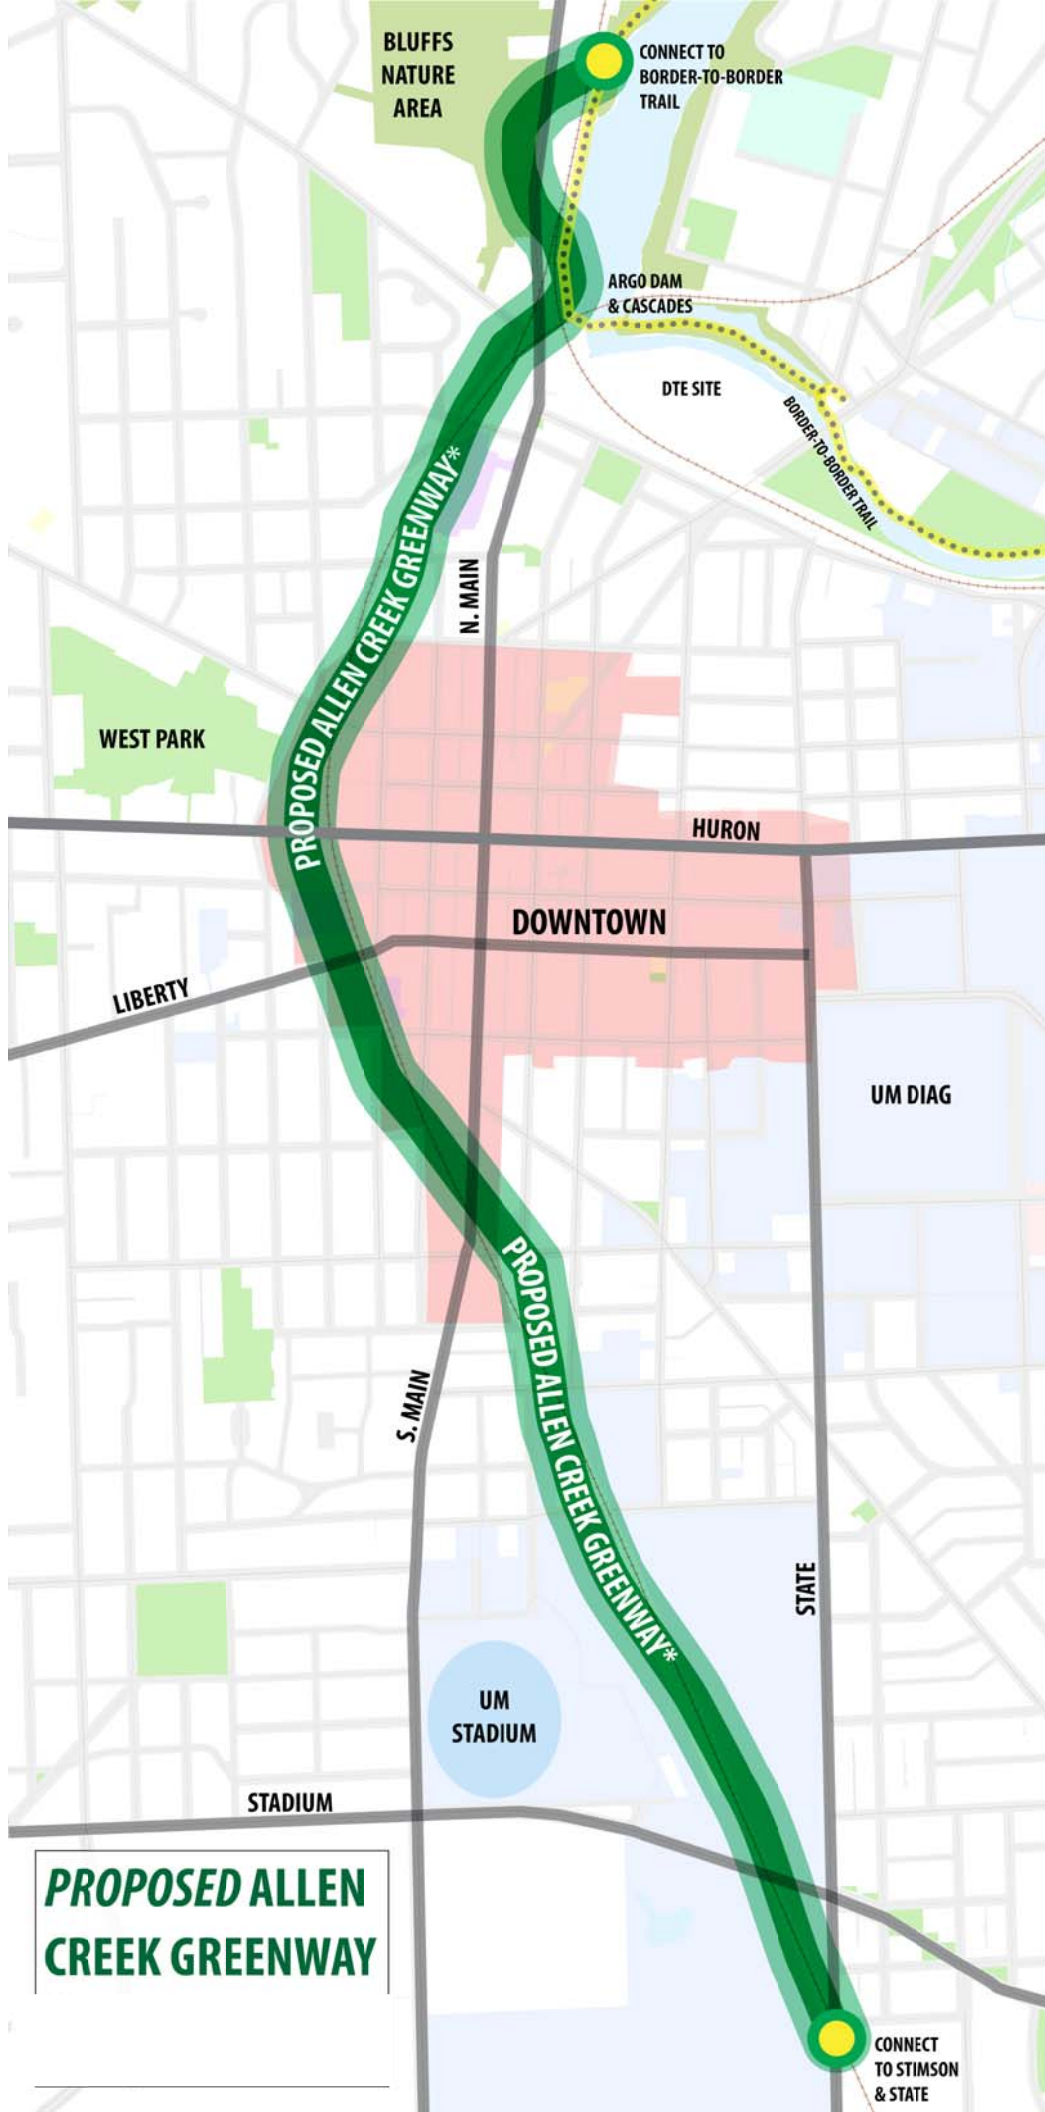 BLUFFS
NATURE
AREA
CONNECT TO
BORDER-TO-BORDER
TRAIL
ARGO DAM
& CASCADES
DTE SITE
BORDER-TO-BORDER TRAIL
PROPOSED ALLEN CREEK GREENWAY*
N. MAIN
WEST PARK
HURON
DOWNTOWN
LIBERTY
UM DIAG
PROPOSED ALLEN CREEK GREENWAY*
S. MAIN
STATE
UM
STADIUM
STADIUM
PROPOSED ALLEN
CREEK GREENWAY
CONNECT
TO STIMSON
& STATE